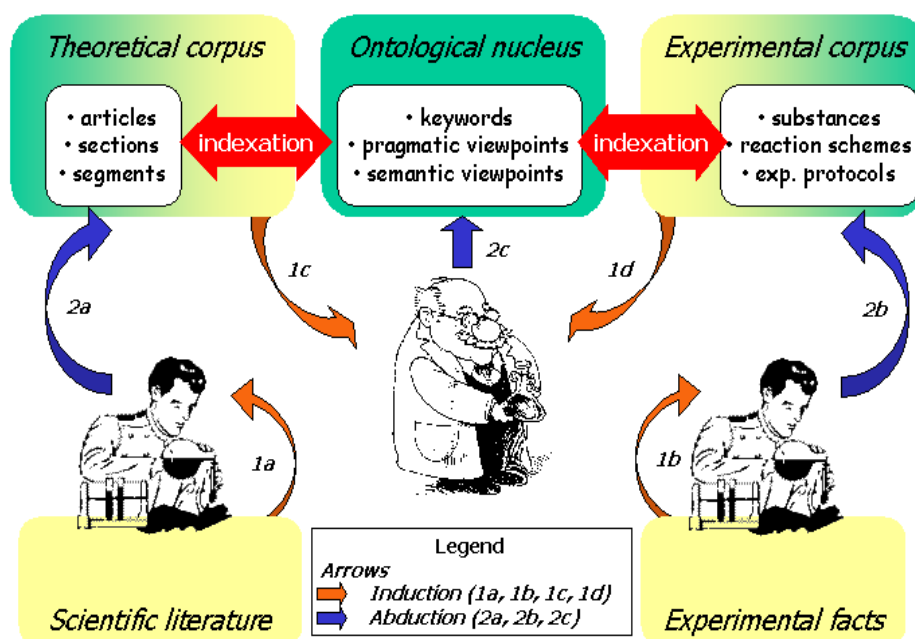 Theoretical corpus
• articles
• sections
• segments
indexation
Ontological nucleus
• keywords
• pragmatic viewpoints
• semantic viewpoints
indexation
Experimental corpus
• substances
• reaction schemes
• exp. protocols
2a
1c
2c
1d
2b
1a
1b
Scientific literature
Legend
Arrows
Induction (1a, 1b, 1c, 1d)
Abduction (2a, 2b, 2c)
Experimental facts